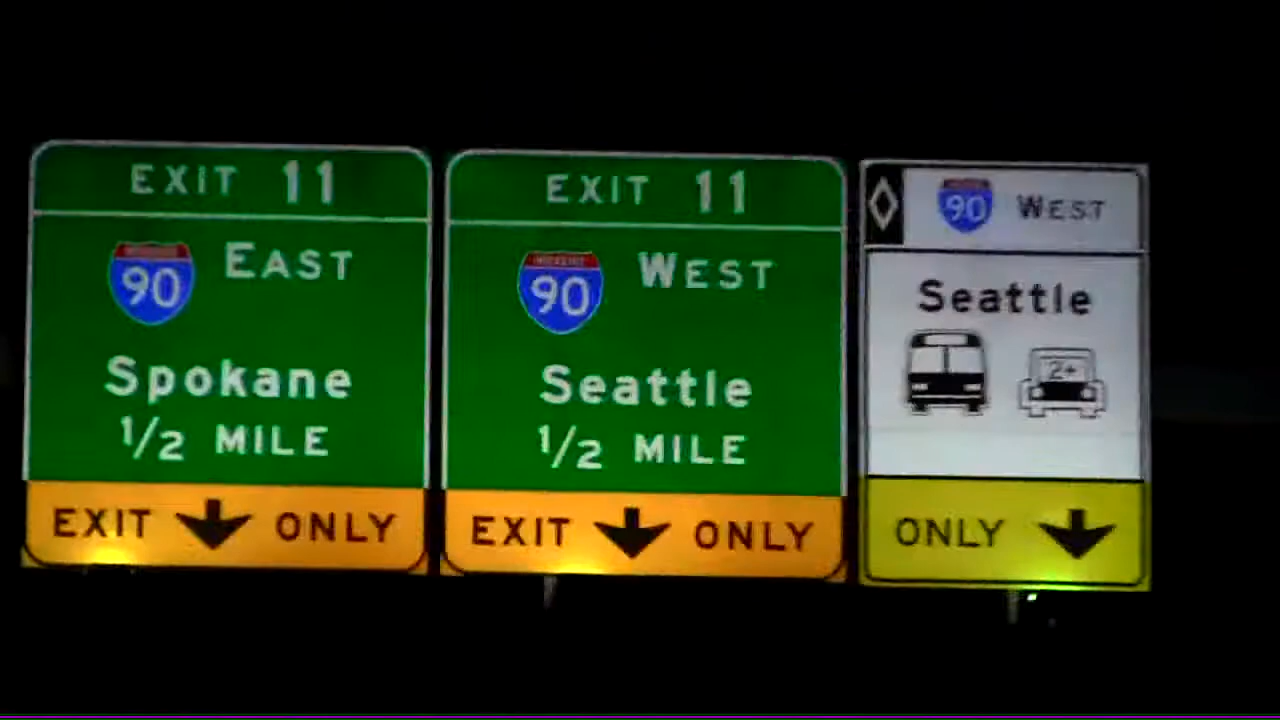 EXIT 11
90 EAST
Spokane
1/2 MILE
EXIT ONLY
EXIT 11
INTERSTATE
90 WEST
Seattle
1/2 MILE
EXIT ONLY
90 WEST
Seattle
2+
ONLY